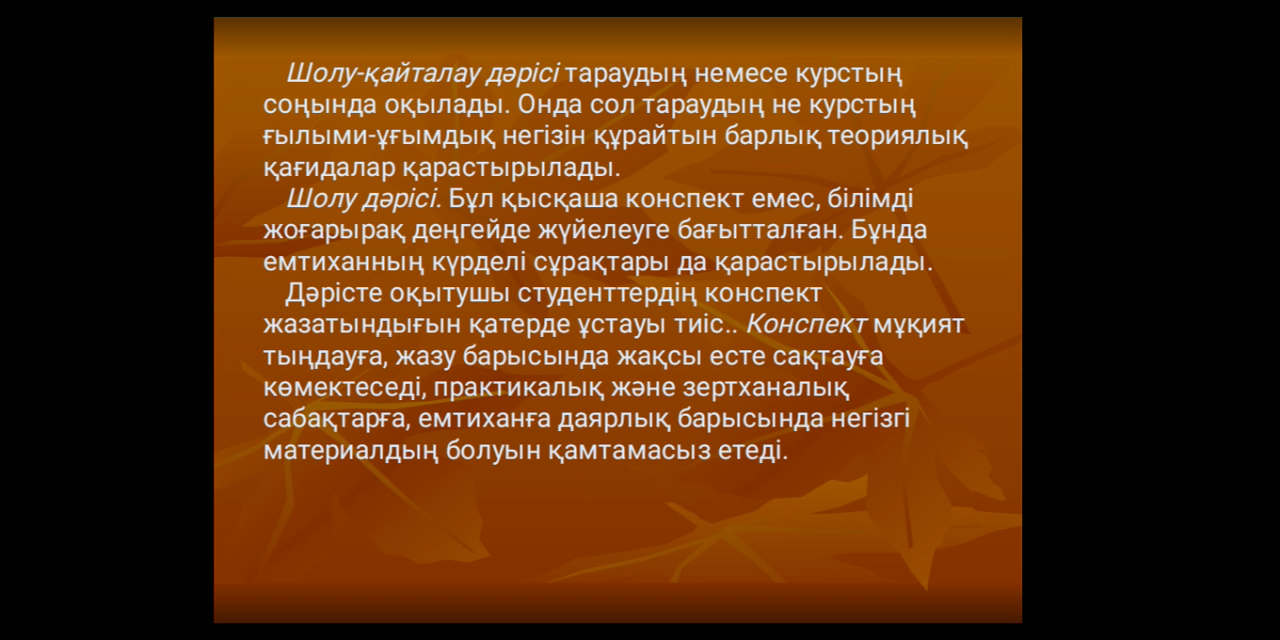 Шолу-қайталау дәрісі тараудың немесе курстың
соңында оқылады. Онда сол тараудың не курстың
ғылыми-ұғымдық негізін құрайтын барлық теориялық
қағидалар қарастырылады.
Шолу дәрісі. Бұл қысқаша конспект емес, білімді
жоғарырақ деңгейде жүйелеуге бағытталған. Бұнда
емтиханның күрделі сұрақтары да қарастырылады.
Дәрісте оқытушы студенттердің конспект
жазатындығын қатерде ұстауы тиіс.. Конспект мұқият
тыңдауға, жазу барысында жақсы есте сақтауға
көмектеседі, практикалық және зертханалық
сабақтарға, емтиханға даярлық барысында негізгі
материалдың болуын қамтамасыз етеді.